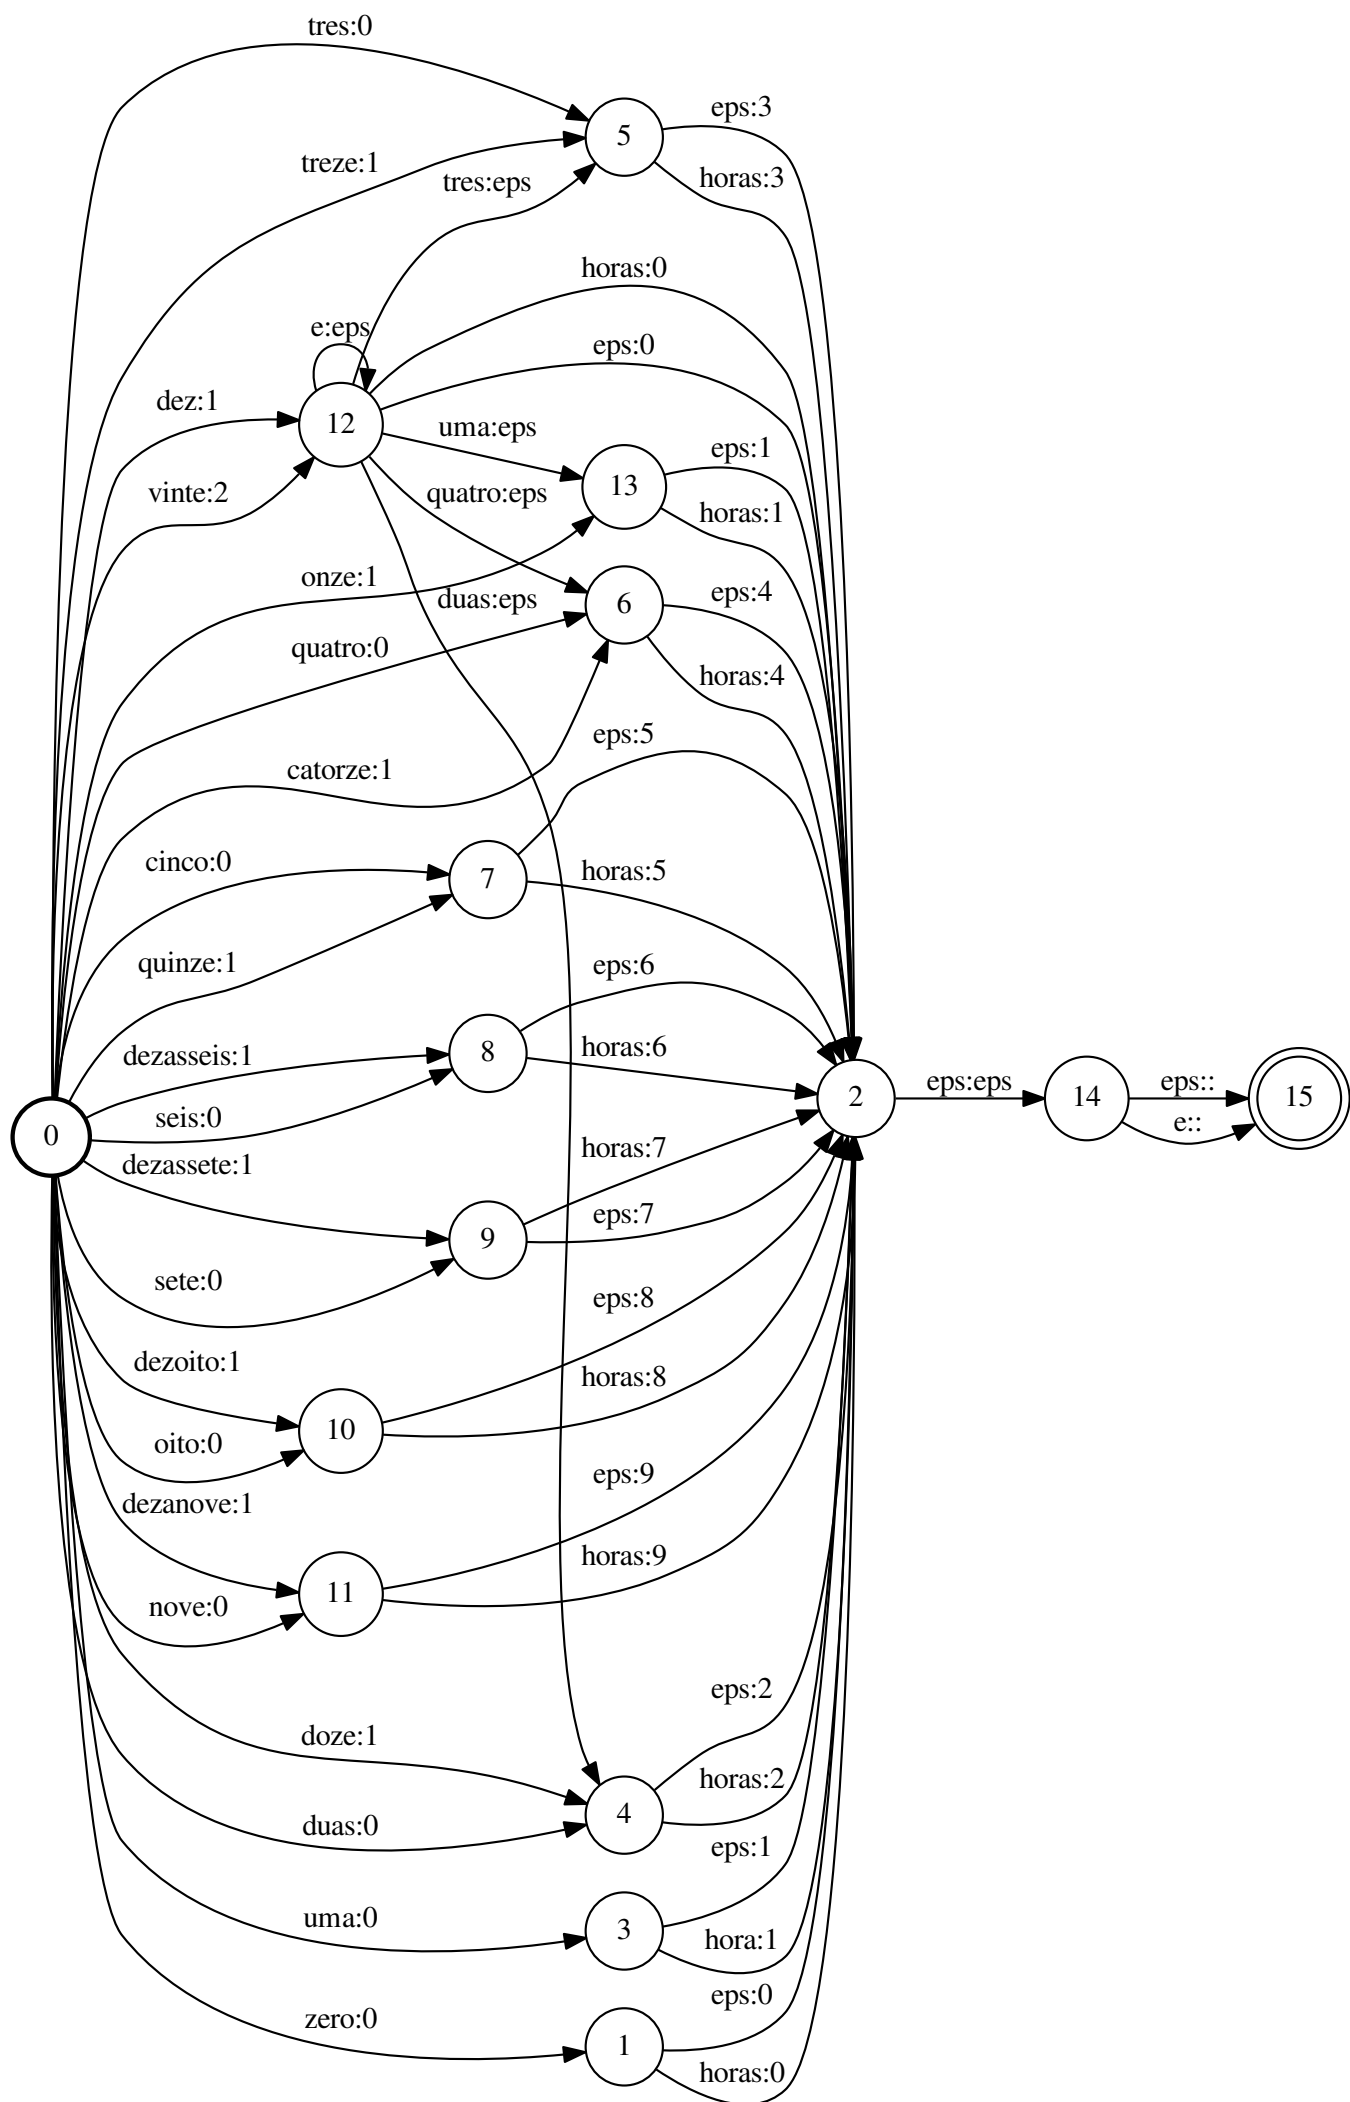 tres:0
eps:3
5
treze:1
horas:3
tres:eps
horas:0
e:eps
eps:0
dez:1
12
uma:eps
eps:1
13
vinte:2
quatro:eps
horas:1
onze:1
duas:eps
6
eps:4
quatro:0
horas:4
eps:5
catorze:1
cinco:0
7
horas:5
quinze:1
eps:6
dezasseis:1
8
horas:6
eps:eps
eps::
2
14
15
seis:0
e::
0
dezassete:1
horas:7
eps:7
9
sete:0
eps:8
dezoito:1
horas:8
10
oito:0
eps:9
dezanove:1
horas:9
11
nove:0
eps:2
doze:1
horas:2
4
duas:0
eps:1
uma:0
3
hora:1
eps:0
zero:0
1
horas:0